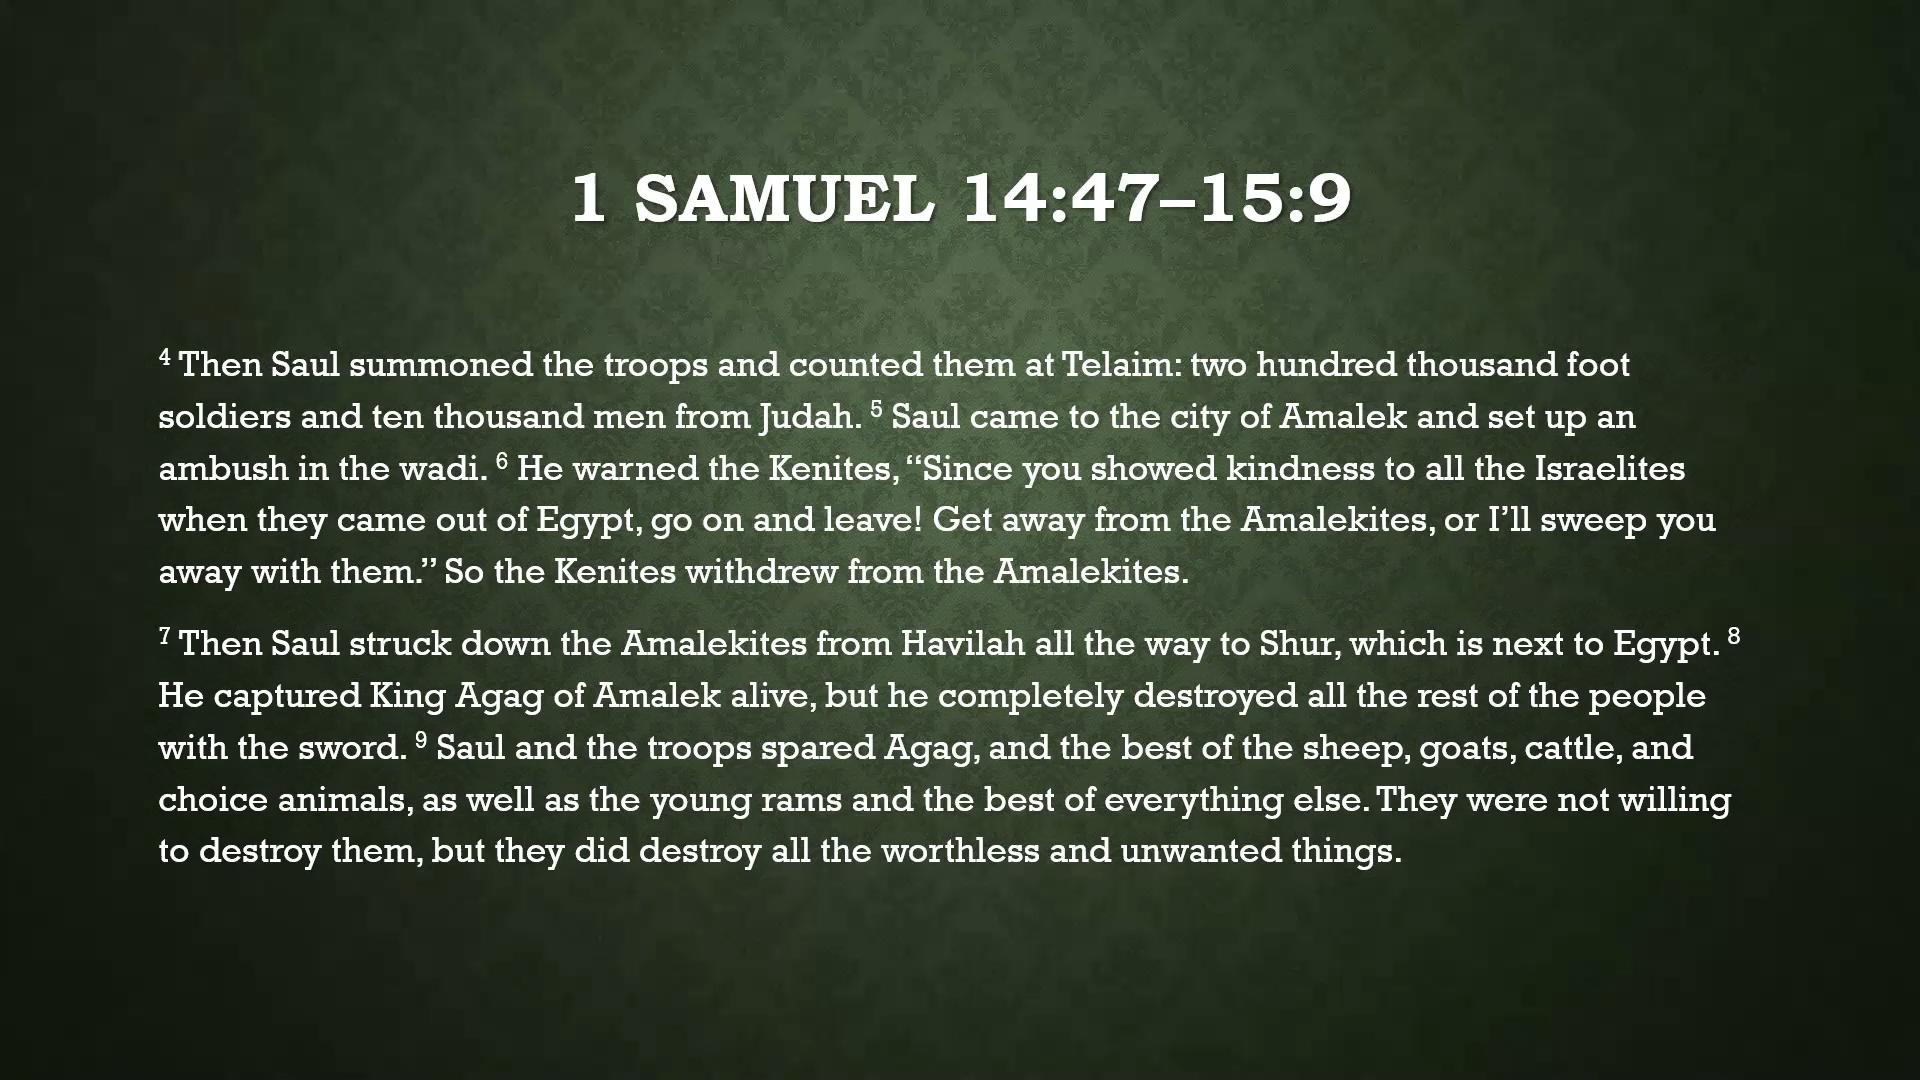 1 SAMUEL 14:47–15:9
4 Then Saul summoned the troops and counted them at Telaim: two hundred thousand foot
soldiers and ten thousand men from Judah. 5 Saul came to the city of Amalek and set up an
ambush in the wadi. 6 He warned the Kenites, “Since you showed kindness to all the Israelites
when they came out of Egypt, go on and leave! Get away from the Amalekites, or I’ll sweep you
away with them.” So the Kenites withdrew from the Amalekites.
7 Then Saul struck down the Amalekites from Havilah all the way to Shur, which is next to Egypt. 8
He captured King Agag of Amalek alive, but he completely destroyed all the rest of the people
with the sword. 9 Saul and the troops spared Agag, and the best of the sheep, goats, cattle, and
choice animals, as well as the young rams and the best of everything else. They were not willing
to destroy them, but they did destroy all the worthless and unwanted things.